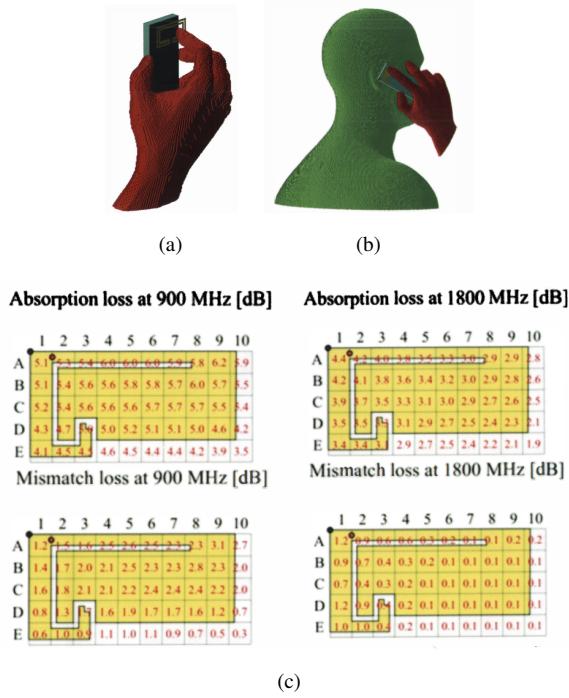 (a)
(b)
Absorption loss at 900 MHz [dB]
1 2 3 4 5 6 7 8 9 10
A 5.1 5.3 5.4 6.0 6.0 6.0 5.9 5.8 6.2 5.9
B 5.1 5.4 5.6 5.6 5.8 5.8 5.7 6.0 5.7 5.5
C 5.2 5.4 5.6 5.6 5.6 5.7 5.7 5.7 5.5 5.4
D 4.3 4.7 5.0 5.2 5.1 5.1 5.0 4.6 4.2
E 4.1 4.5 4.5 4.6 4.5 4.4 4.4 4.2 3.9 3.5
Mismatch loss at 900 MHz [dB]
1 2 3 4 5 6 7 8 9 10
A 1.2 1.5 1.6 2.5 2.6 2.5 2.3 2.3 3.1 2.7
B 1.4 1.7 2.0 2.1 2.5 2.3 2.3 2.8 2.3 2.0
C 1.6 1.8 2.1 2.1 2.2 2.4 2.4 2.4 2.2 2.0
D 0.8 1.3 1.6 1.9 1.7 1.7 1.6 1.2 0.7
E 0.6 1.0 0.9 1.1 1.0 1.1 0.9 0.7 0.5 0.3
Absorption loss at 1800 MHz [dB]
1 2 3 4 5 6 7 8 9 10
A 4.4 4.2 4.0 3.8 3.5 3.3 3.0 2.9 2.9 2.8
B 4.2 4.1 3.8 3.6 3.4 3.2 3.0 2.9 2.8 2.6
C 3.9 3.7 3.5 3.3 3.1 3.0 2.9 2.7 2.6 2.5
D 3.5 3.5 3.1 2.9 2.7 2.5 2.4 2.3 2.1
E 3.4 3.4 3.1 2.9 2.7 2.5 2.4 2.2 2.1 1.9
Mismatch loss at 1800 MHz [dB]
1 2 3 4 5 6 7 8 9 10
A 1.2 0.9 0.6 0.6 0.3 0.2 0.1 0.1 0.2 0.2
B 0.9 0.7 0.4 0.3 0.2 0.1 0.1 0.1 0.1 0.1
C 0.7 0.4 0.3 0.2 0.1 0.1 0.1 0.1 0.1 0.1
D 1.2 0.9 0.2 0.1 0.1 0.1 0.1 0.1 0.1
E 1.0 1.0 0.4 0.2 0.1 0.1 0.1 0.1 0.1 0.1
(c)